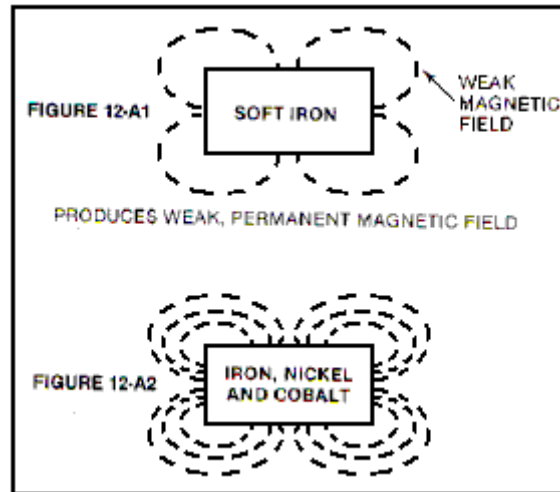 FIGURE 12-A1
SOFT IRON
WEAK
MAGNETIC
FIELD
PRODUCES WEAK, PERMANENT MAGNETIC FIELD
FIGURE 12-A2
IRON, NICKEL
AND COBALT